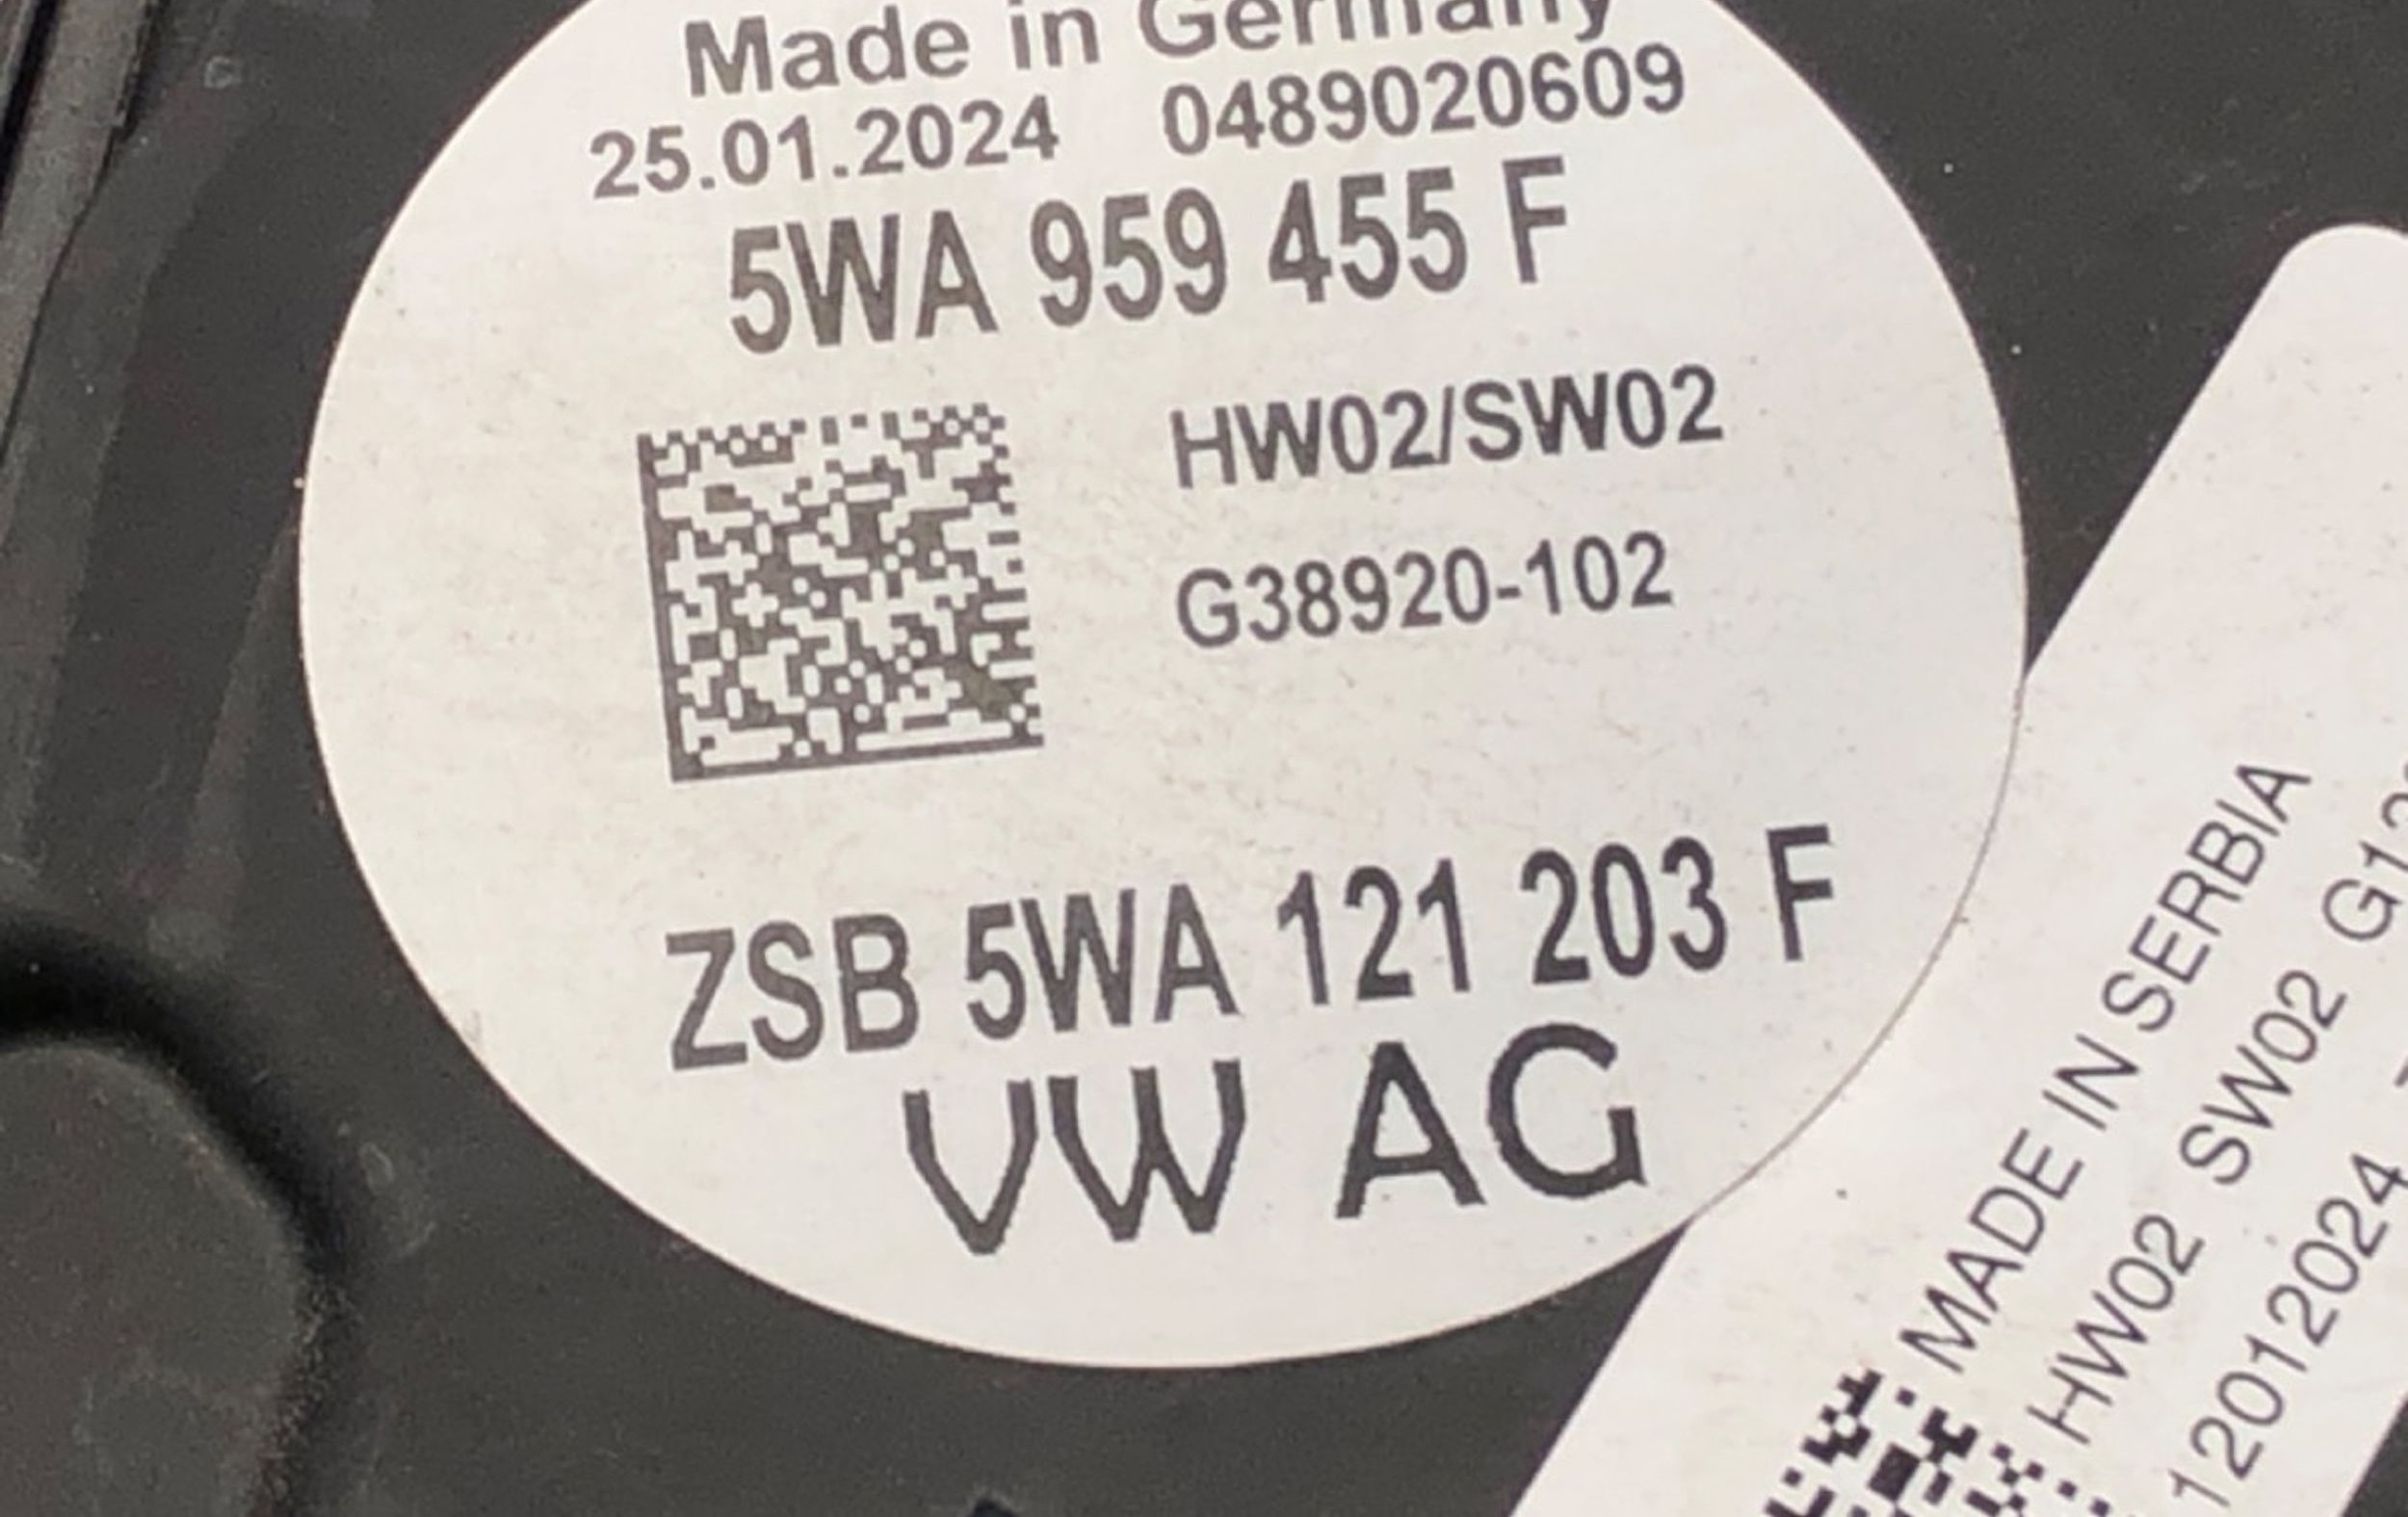 Made in Germany
25.01.2024 0489020609
5WA 959 455 F
HW02/SW02
G38920-102
ZSB 5WA 121 203 F
VW AG
MADE IN SERBIA
HW02 SW02
12012024